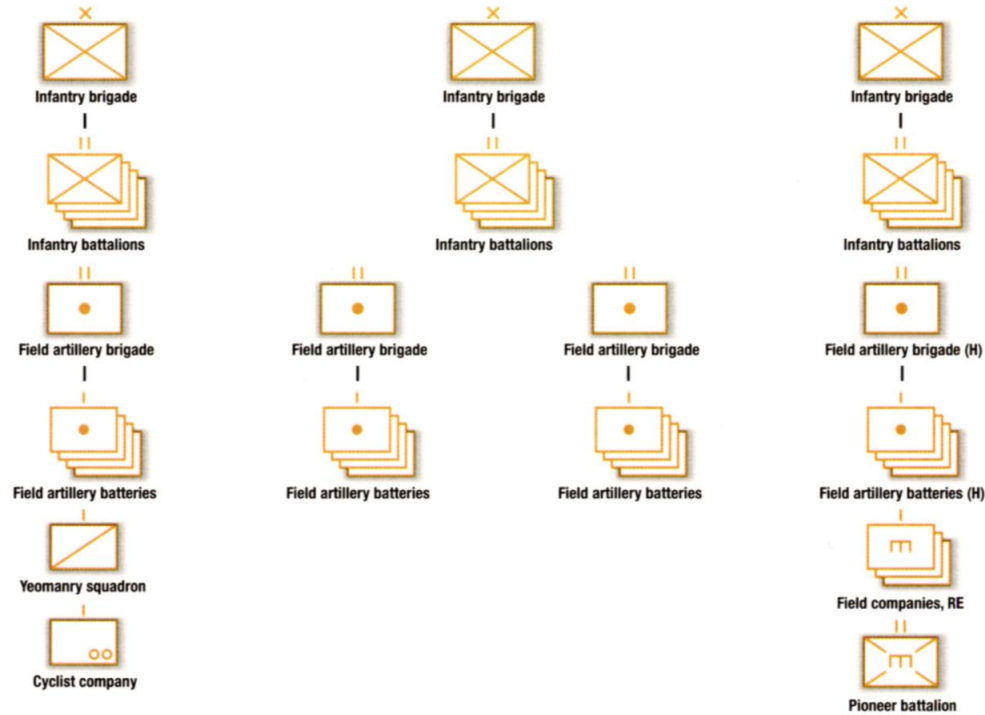 Infantry brigade
Infantry brigade
Infantry brigade
Infantry battalions
Infantry battalions
Infantry battalions
Field artillery brigade
Field artillery brigade
Field artillery brigade
Field artillery brigade (H)
Field artillery batteries
Field artillery batteries
Field artillery batteries
Field artillery batteries (H)
Yeomanry squadron
Field companies, RE
Cyclist company
Pioneer battalion